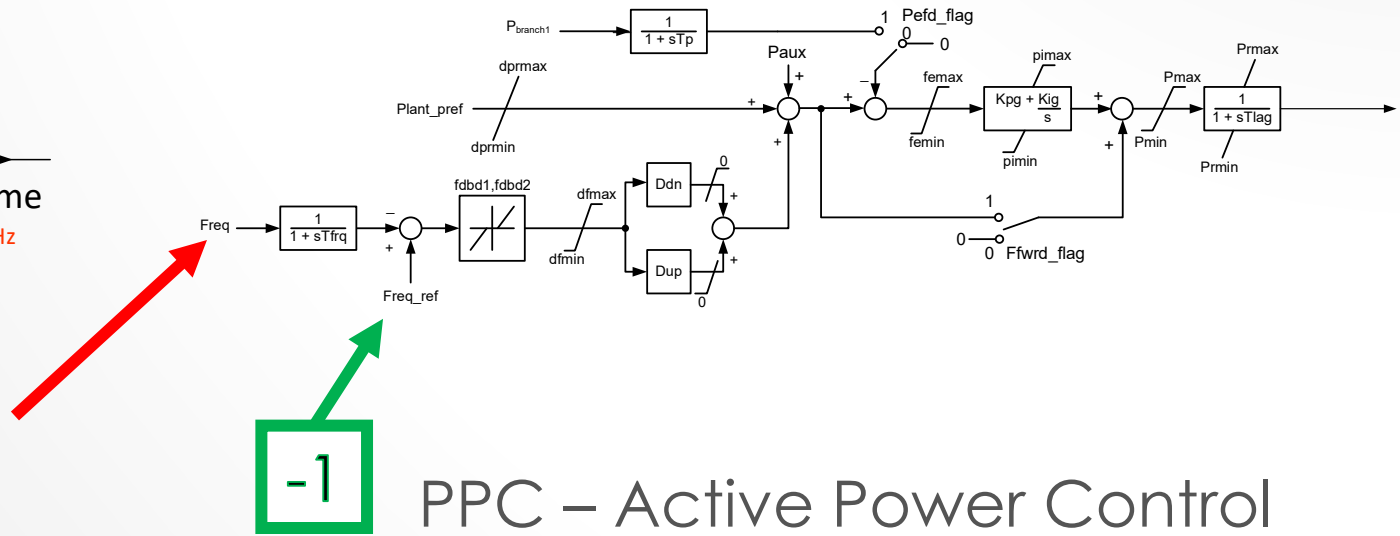 P branch1
1
1 + sTp
1
Pefd_flag
0
0
Paux
dprmax
Plant_pref
dprmin
+
+
+
+
–
femax
femin
pimax
Kpg + Kig
s
pimin
+
+
Pmax
Pmin
Prmax
1
1 + sTlag
Prmin
me
Hz
Freq
1
1 + sTfrq
–
+
Freq_ref
fdbd1,fdbd2
dfmax
dfmin
Ddn
0
+
Dup
0
+
1
0
0
Ffwrd_flag
-1
PPC – Active Power Control